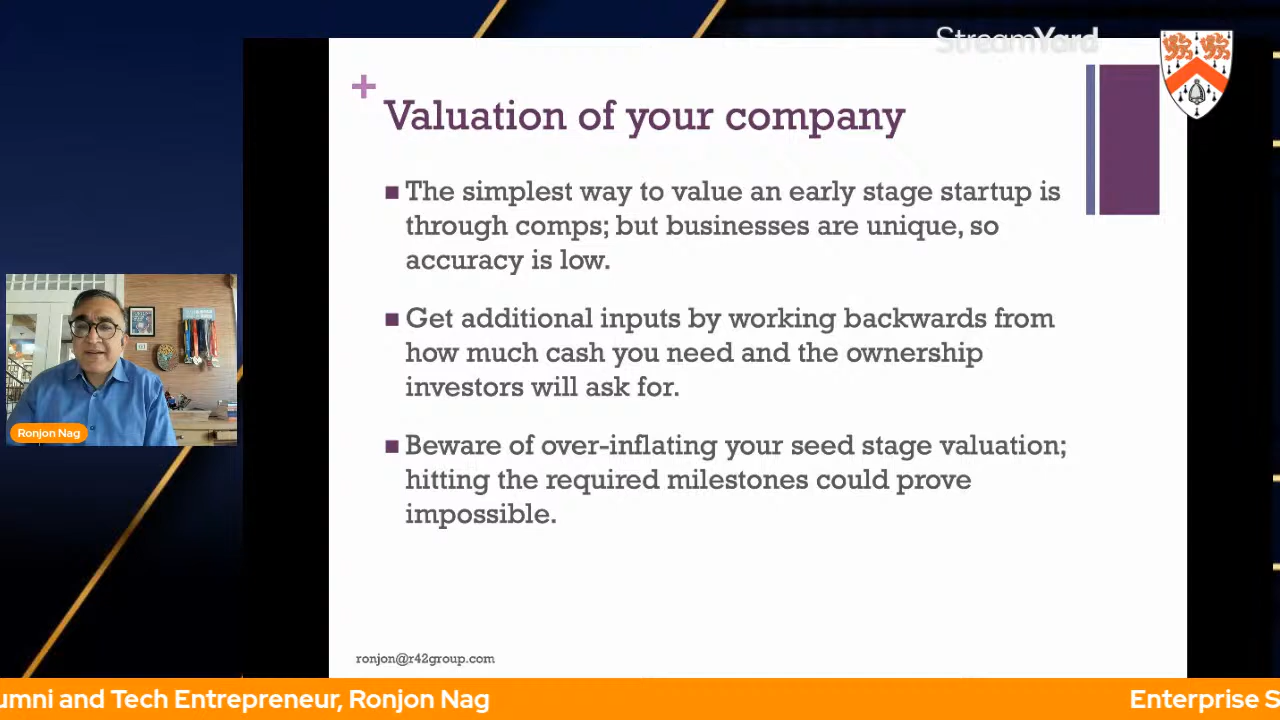 StreamYard
+
Valuation of your company
The simplest way to value an early stage startup is
through comps; but businesses are unique, so
accuracy is low.
Get additional inputs by working backwards from
how much cash you need and the ownership
investors will ask for.
Beware of over-inflating your seed stage valuation;
hitting the required milestones could prove
impossible.
Ronjon Nag
ronjon@r42group.com
umni and Tech Entrepreneur, Ronjon Nag
Enterprise S